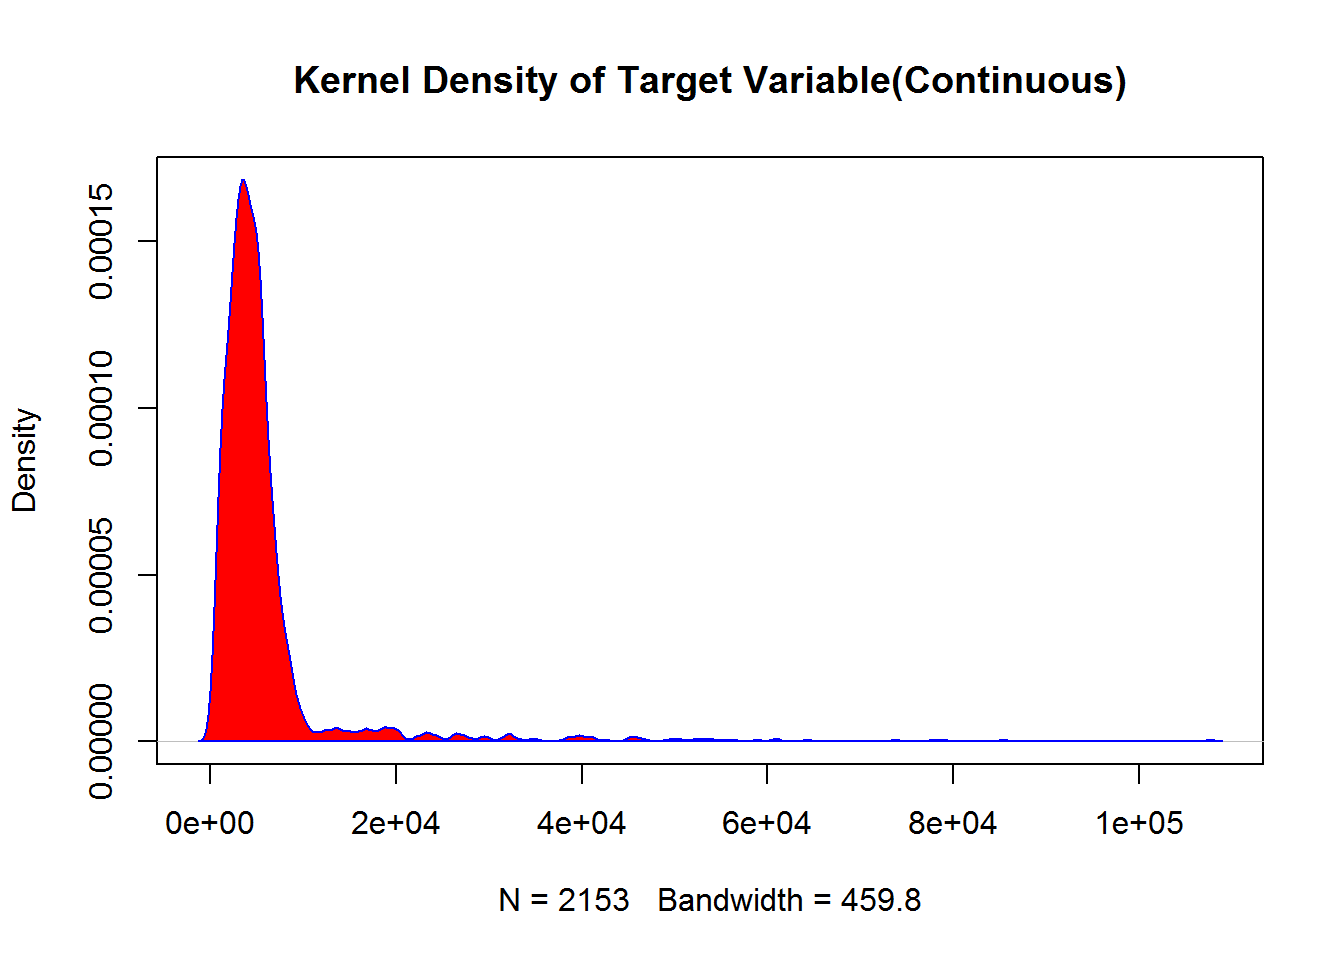 Kernel Density of Target Variable(Continuous)
Density
0.00015
0.00010
0.00005
0.00000
0e+00 2e+04 4e+04 6e+04 8e+04 1e+05
N = 2153 Bandwidth = 459.8